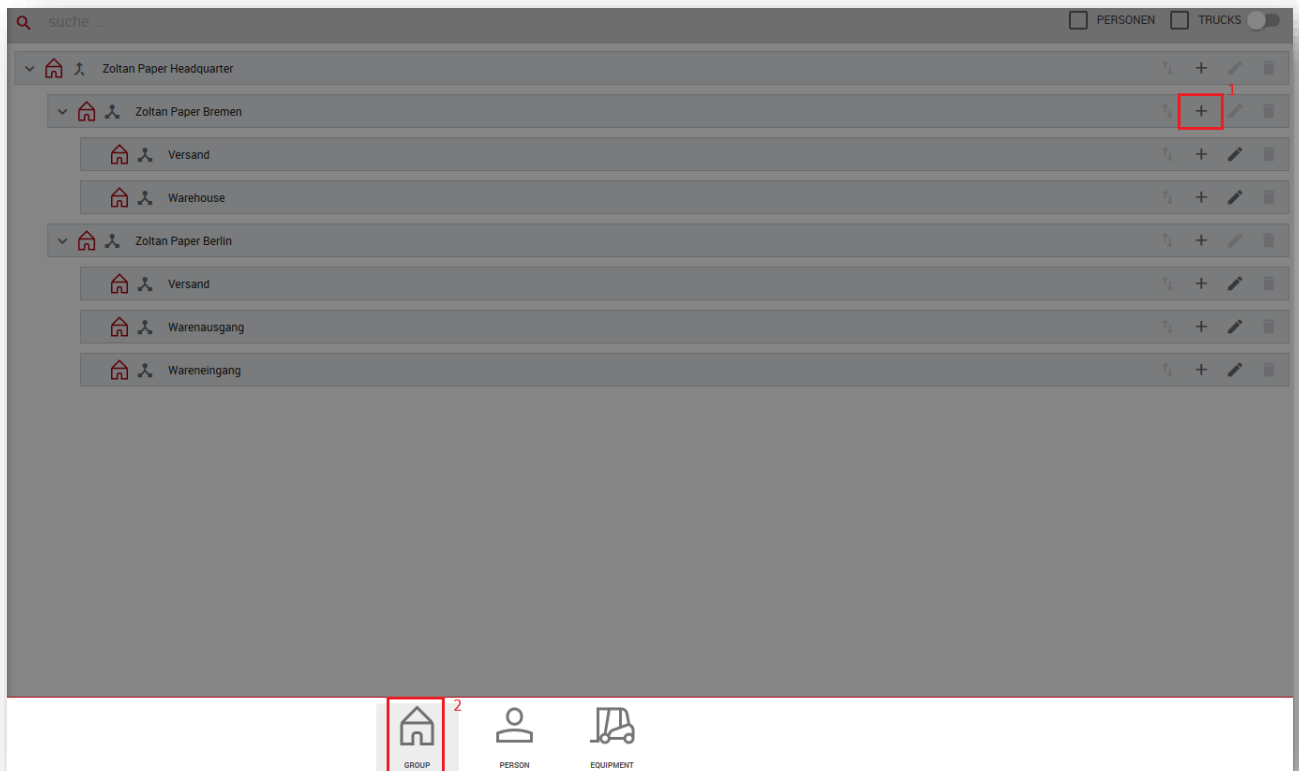 suche ...
PERSONEN TRUCKS
Zoltan Paper Headquarter
1
Zoltan Paper Bremen
Versand
Warehouse
Zoltan Paper Berlin
Versand
Warenausgang
Wareneingang
2
GROUP PERSON EQUIPMENT